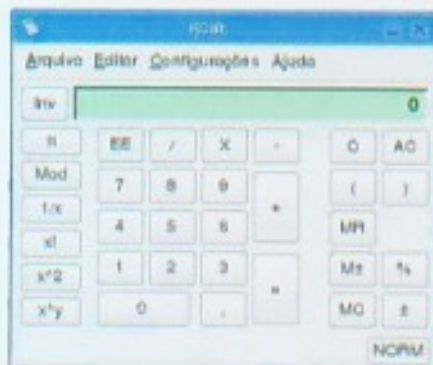 KCalc
Arquivo Editar Configurações Ajuda
Inv 0
EE / X - C AC
Mod 7 8 9 + ( )
1/x 4 5 6 MR
x! 1 2 3 = M± %
x^2 0 , MC ±
x^y
NORM